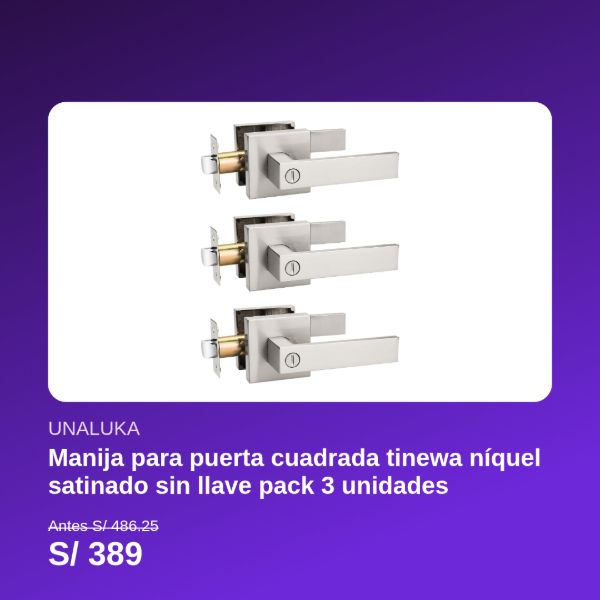 UNALUKA
Manija para puerta cuadrada tinewa níquel
satinado sin llave pack 3 unidades
Antes S/ 486.25
S/ 389